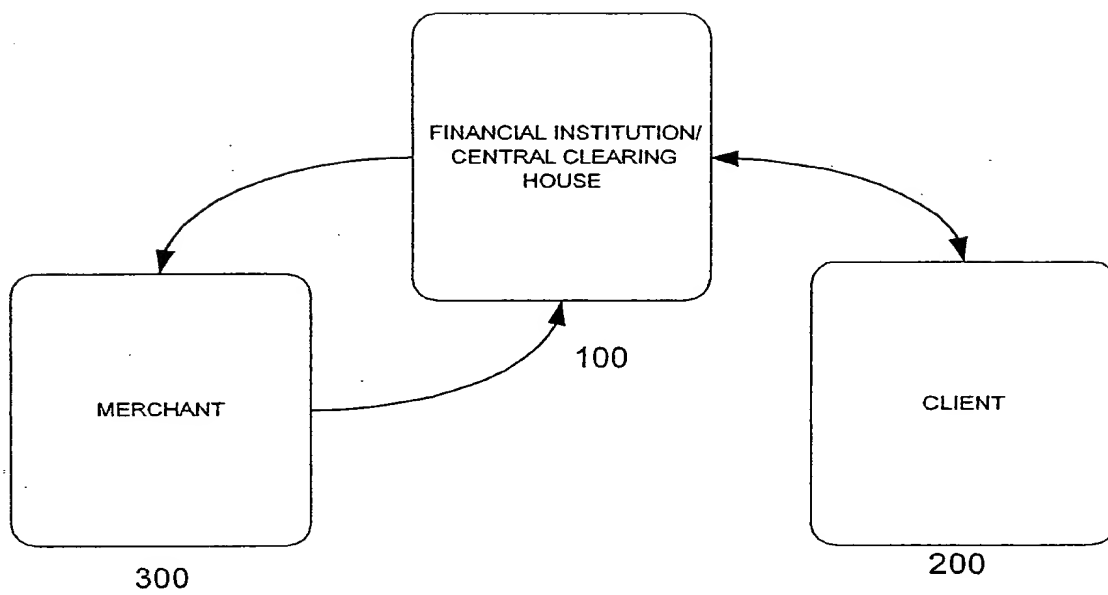 FINANCIAL INSTITUTION/
CENTRAL CLEARING
HOUSE
100
MERCHANT
300
CLIENT
200